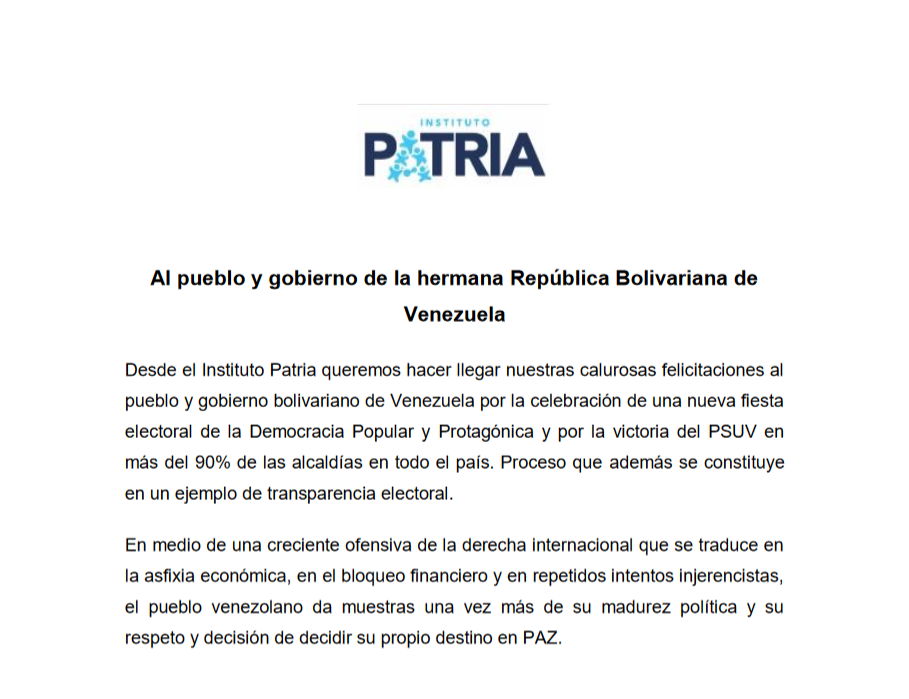 INSTITUTO
PATRIA
Al pueblo y gobierno de la hermana República Bolivariana de
Venezuela
Desde el Instituto Patria queremos hacer llegar nuestras calurosas felicitaciones al
pueblo y gobierno bolivariano de Venezuela por la celebración de una nueva fiesta
electoral de la Democracia Popular y Protagónica y por la victoria del PSUV en
más del 90% de las alcaldías en todo el país. Proceso que además se constituye
en un ejemplo de transparencia electoral.
En medio de una creciente ofensiva de la derecha internacional que se traduce en
la asfixia económica, en el bloqueo financiero y en repetidos intentos injerencistas,
el pueblo venezolano da muestras una vez más de su madurez política y su
respeto y decisión de decidir su propio destino en PAZ.